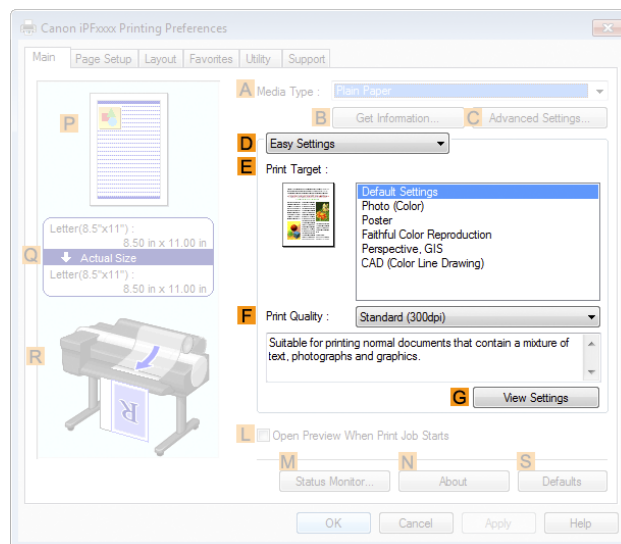 Canon iPFxxxx Printing Preferences
Main Page Setup Layout Favorites Utility Support
A Media Type : Plain Paper
B Get Information... C Advanced Settings...
P
D Easy Settings
E Print Target :
Default Settings
Photo (Color)
Poster
Faithful Color Reproduction
Perspective, GIS
CAD (Color Line Drawing)
Letter(8.5"x11") :
8.50 in x 11.00 in
Q Actual Size
Letter(8.5"x11") :
8.50 in x 11.00 in
F Print Quality : Standard (300dpi)
Suitable for printing normal documents that contain a mixture of
text, photographs and graphics.
R
R
G View Settings
L Open Preview When Print Job Starts
M N S
Status Monitor... About Defaults
OK Cancel Apply Help